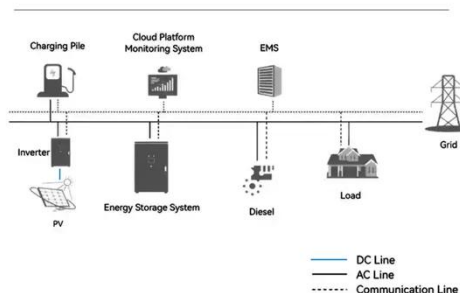 Charging Pile
Cloud Platform
Monitoring System
EMS
Grid
Inverter
PV
Energy Storage System
Diesel
Load
DC Line
AC Line
Communication Line